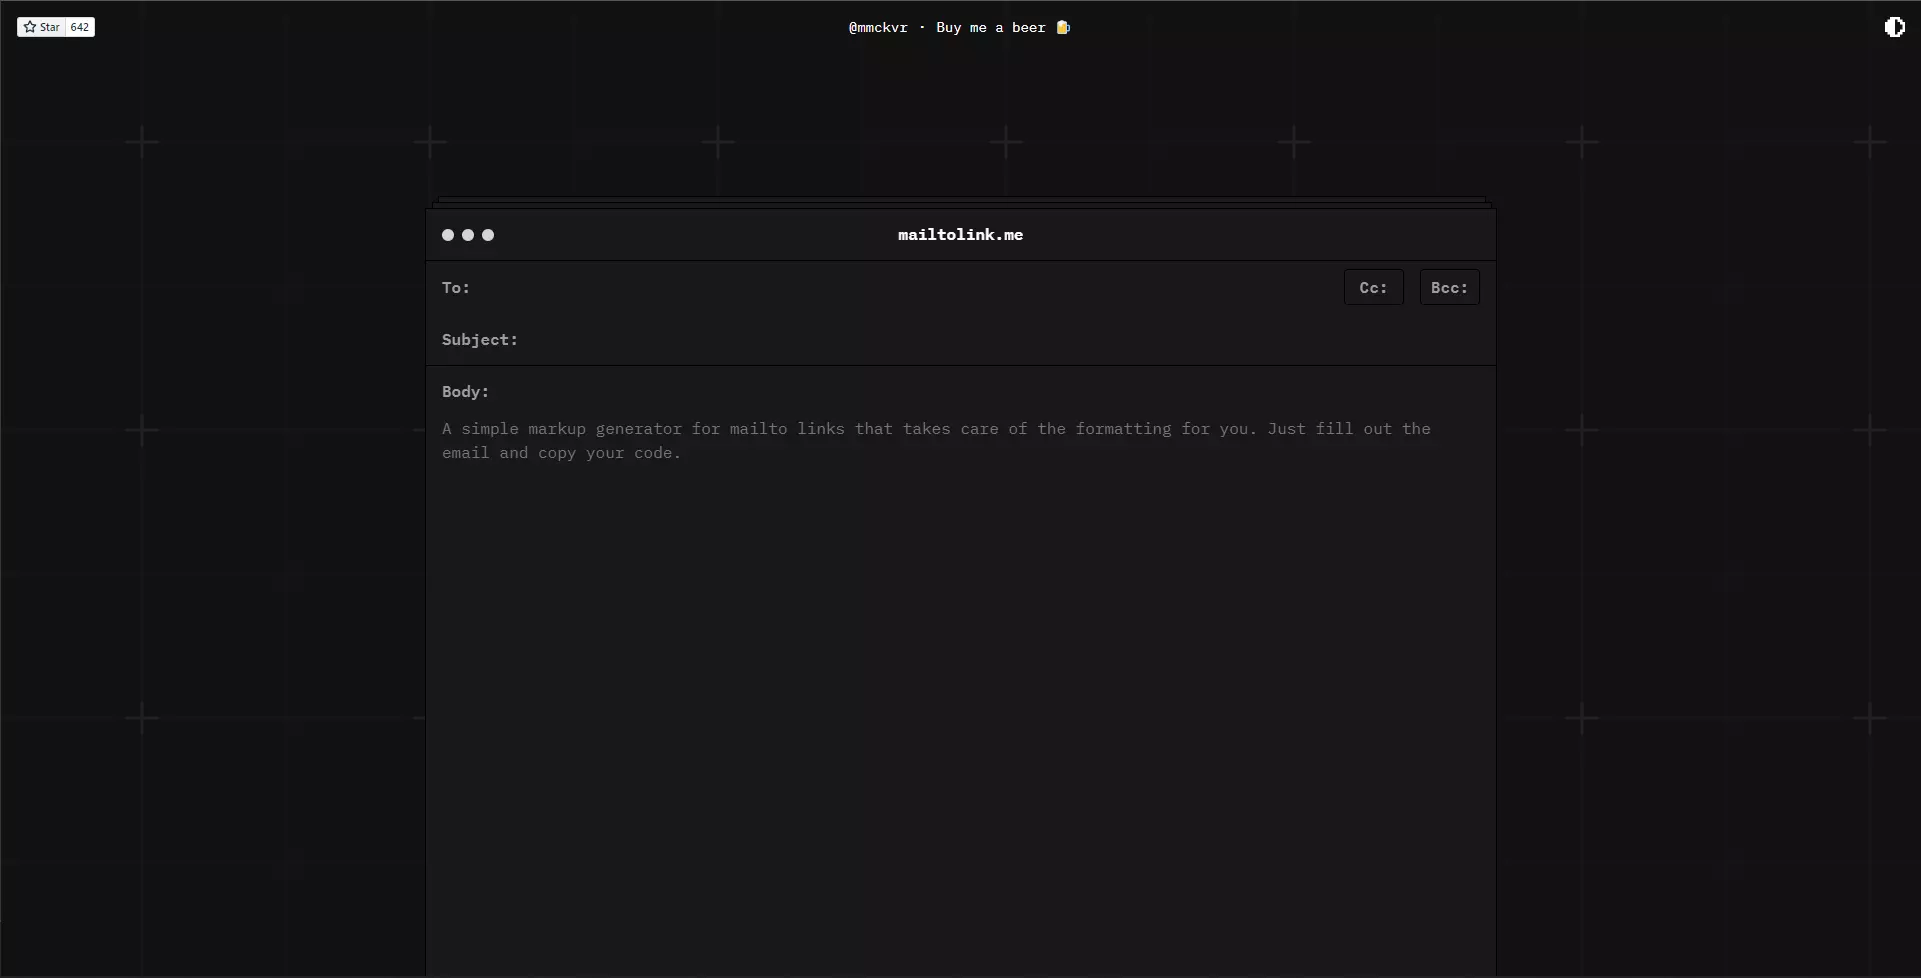 Star 642
@mmckvr · Buy me a beer 🍺
mailtolink.me
To:
Cc:
Bcc:
Subject:
Body:
A simple markup generator for mailto links that takes care of the formatting for you. Just fill out the
email and copy your code.